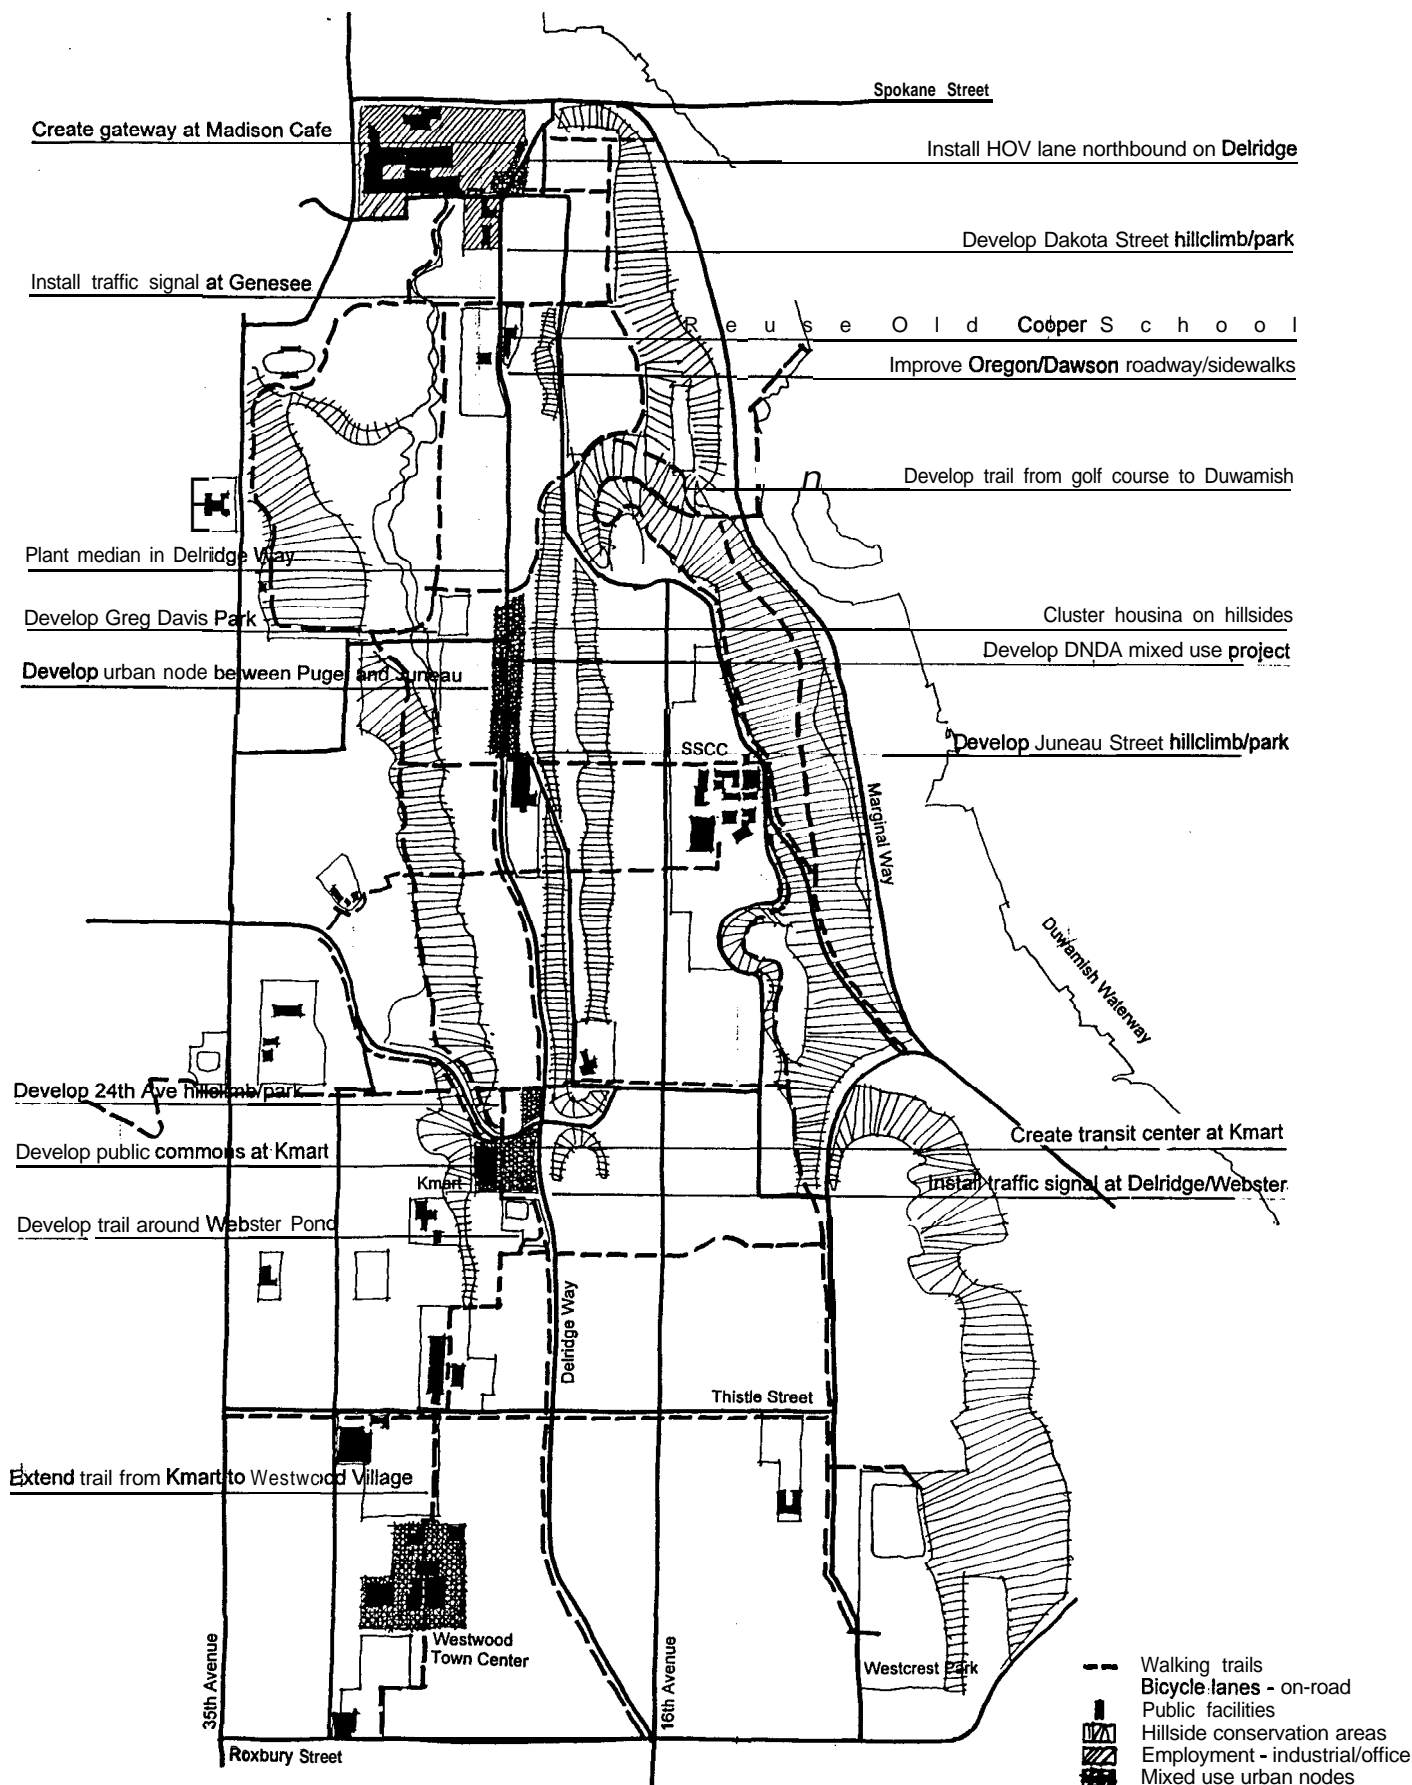 Spokane Street
Create gateway at Madison Cafe
Install HOV lane northbound on Delridge
Develop Dakota Street hillclimb/park
Install traffic signal at Genesee
Reuse Old Cooper School
Improve Oregon/Dawson roadway/sidewalks
Develop trail from golf course to Duwamish
n
Plant median in Delridge Way
Develop Greg Davis Park
Cluster housina on hillsides
Develop DNDA mixed use project
Develop urban node between Puget and Juneau
Develop Juneau Street hillclimb/park
SSCC
Marginal Way
Duwamish Waterway
Develop 24th Ave hillclimb/park
Create transit center at Kmart
Develop public commons at Kmart
Kmart
Install traffic signal at Delridge/Webster
Develop trail around Webster Pond
Delridge Way
Thistle Street
Extend trail from Kmart to Westwood Village
Westwood
Town Center
35th Avenue
16th Avenue
Westcrest Park
Roxbury Street
Walking trails
Bicycle lanes - on-road
Public facilities
Hillside conservation areas
Employment - industrial/office
Mixed use urban nodes